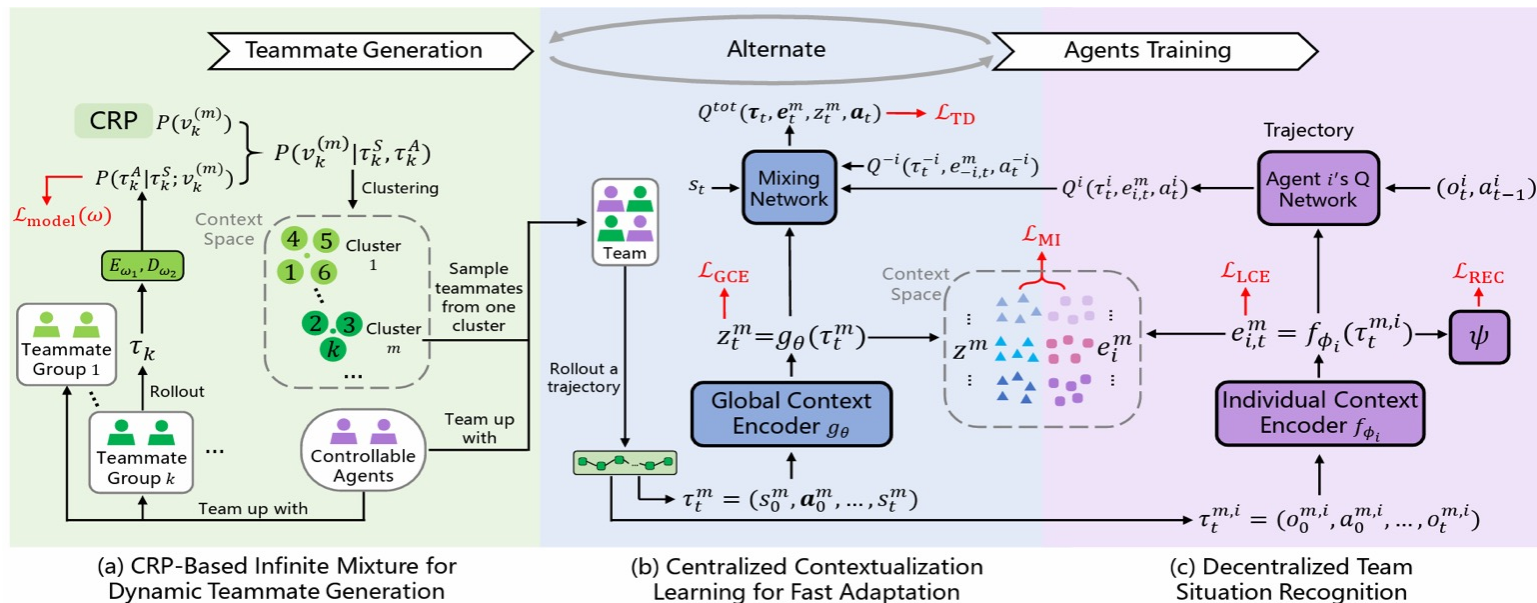 Teammate Generation
Alternate
Agents Training
CRP
P(v_k^{(m)})
P(τ_k^A|τ_k^S; v_k^{(m)})
P(v_k^{(m)}|τ_k^S, τ_k^A)
ℒ_model(ω)
E_{ω_1}, D_{ω_2}
τ_k
Rollout
Teammate
Group 1
Teammate
Group k
...
Clustering
Context
Space
4 5
1 6
Cluster
1
2 3
k
Cluster
m
...
Controllable
Agents
Team up with
Team up
with
Sample
teammates
from one
cluster
(a) CRP-Based Infinite Mixture for
Dynamic Teammate Generation
Team
Rollout a
trajectory
...
Q^{tot}(τ_t, e_t^m, z_t^m, a_t)
ℒ_TD
s_t
Mixing
Network
Q^{-i}(τ_t^{-i}, e_{-i,t}^m, a_t^{-i})
Q^i(τ_t^i, e_{i,t}^m, a_t^i)
ℒ_GCE
z_t^m=g_θ(τ_t^m)
Global Context
Encoder g_θ
τ_t^m = (s_0^m, a_0^m, ..., s_t^m)
ℒ_MI
Context
Space
...
...
z^m
e_i^m
...
...
(b) Centralized Contextualization
Learning for Fast Adaptation
Trajectory
Agent i's Q
Network
(o_t^i, a_{t-1}^i)
ℒ_LCE
ℒ_REC
e_{i,t}^m = f_{ϕ_i}(τ_t^{m,i})
ψ
Individual Context
Encoder f_{ϕ_i}
τ_t^{m,i} = (o_0^{m,i}, a_0^{m,i}, ..., o_t^{m,i})
(c) Decentralized Team
Situation Recognition